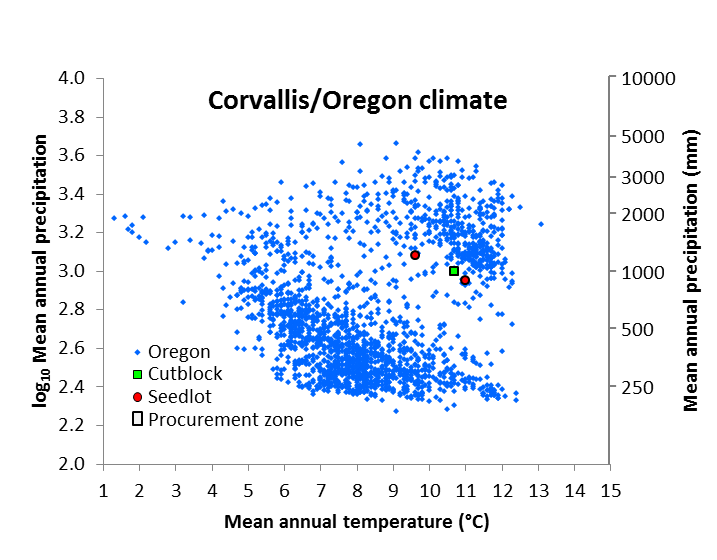 Corvallis/Oregon climate
log10 Mean annual precipitation
4.0
3.8
3.6
3.4
3.2
3.0
2.8
2.6
2.4
2.2
2.0
10000
5000
3000
2000
1000
500
250
Mean annual precipitation (mm)
Oregon
Cutblock
Seedlot
Procurement zone
1 2 3 4 5 6 7 8 9 10 11 12 13 14 15
Mean annual temperature (°C)